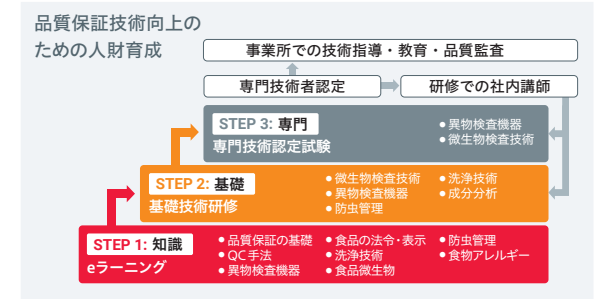 品質保証技術向上の
ための人財育成
事業所での技術指導・教育・品質監査
専門技術者認定
研修での社内講師
STEP 3: 専門
専門技術認定試験
● 異物検査機器
● 微生物検査技術
STEP 2: 基礎
基礎技術研修
● 微生物検査技術
● 異物検査機器
● 防虫管理
● 洗浄技術
● 成分分析
STEP 1: 知識
eラーニング
● 品質保証の基礎
● QC手法
● 異物検査機器
● 食品の法令・表示
● 洗浄技術
● 食品微生物
● 防虫管理
● 食物アレルギー